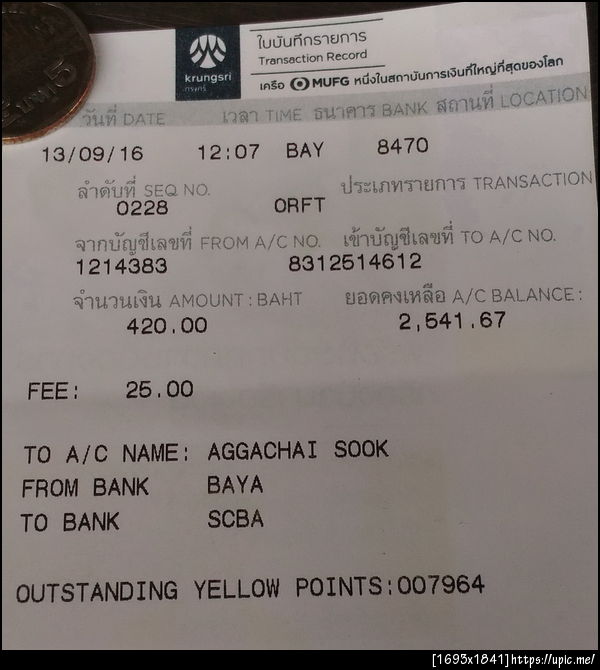 ใบบันทึกรายการ
Transaction Record
krungsri
กรุงศรี
เครือ MUFG หนึ่งในสถาบันการเงินที่ใหญ่ที่สุดของโลก
วันที่ DATE เวลา TIME ธนาคาร BANK สถานที่ LOCATION
13/09/16 12:07 BAY 8470
ลำดับที่ SEQ NO. ประเภทรายการ TRANSACTION
0228 ORFT
จากบัญชีเลขที่ FROM A/C NO. เข้าบัญชีเลขที่ TO A/C NO.
1214383 8312514612
จำนวนเงิน AMOUNT : BAHT ยอดคงเหลือ A/C BALANCE :
420.00 2,541.67
FEE: 25.00
TO A/C NAME: AGGACHAI SOOK
FROM BANK BAYA
TO BANK SCBA
OUTSTANDING YELLOW POINTS:007964
[1693x1841]https://upic.me/